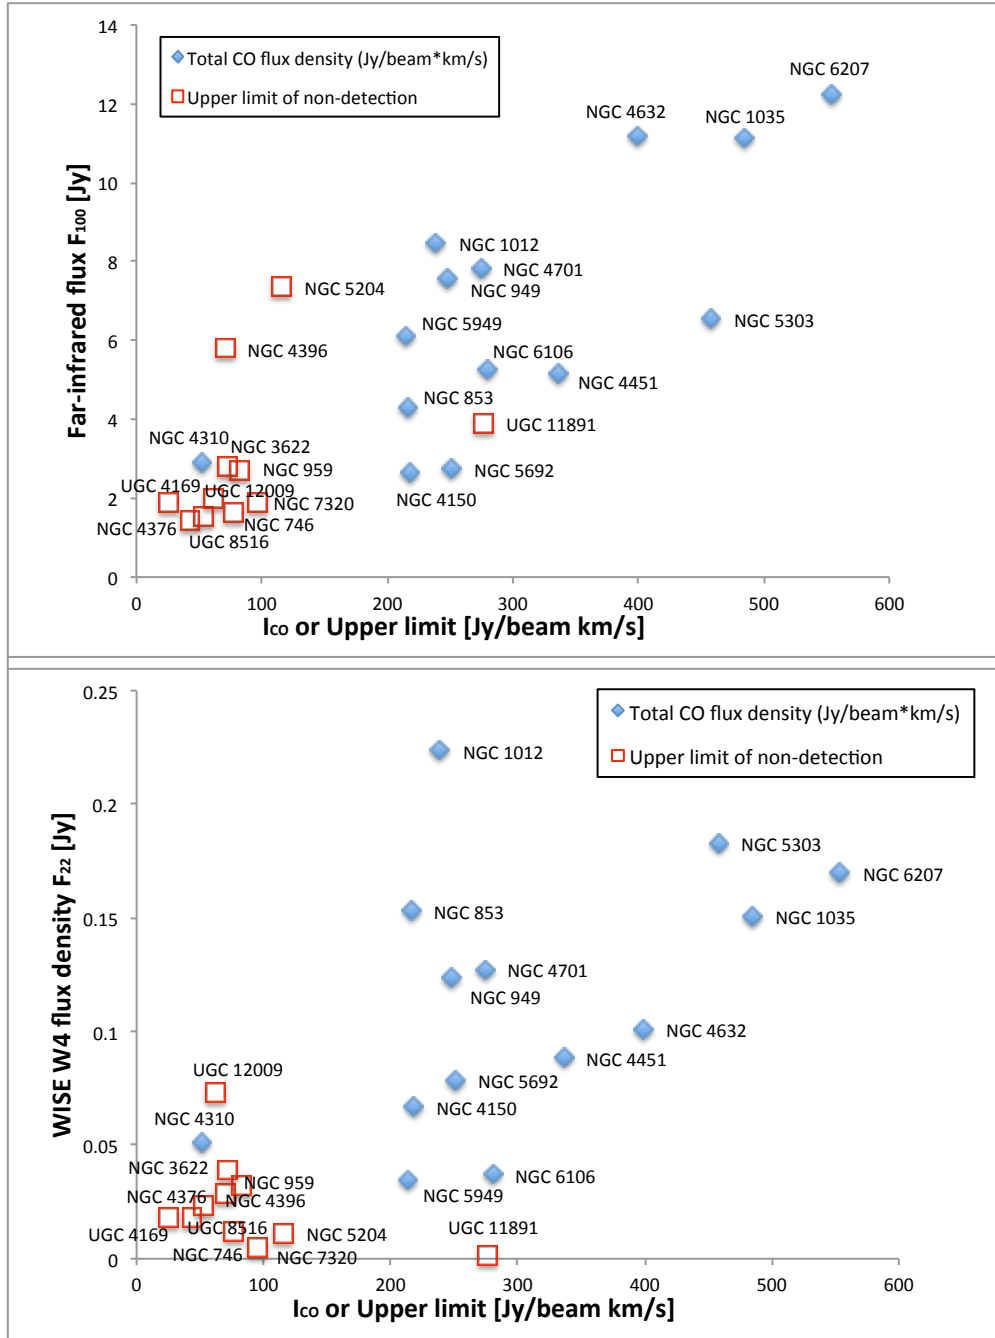 14
Total CO flux density (Jy/beam*km/s)
Upper limit of non-detection
NGC 6207
12
NGC 4632
NGC 1035
10
Far-infrared flux F100 [Jy]
NGC 1012
8
NGC 4701
NGC 949
NGC 5204
NGC 5303
6
NGC 5949
NGC 4396
NGC 6106
NGC 4451
4
NGC 853
UGC 11891
NGC 4310
NGC 3622
NGC 959
NGC 5692
NGC 4150
2
UGC 4169
UGC 12009
NGC 7320
NGC 4376
NGC 746
UGC 8516
0
0 100 200 300 400 500 600
Ico or Upper limit [Jy/beam km/s]
0.25
Total CO flux density (Jy/beam*km/s)
Upper limit of non-detection
NGC 1012
0.2
NGC 5303
NGC 6207
0.15
NGC 853
NGC 1035
WISE W4 flux density F22 [Jy]
NGC 4701
NGC 949
0.1
NGC 4632
NGC 4451
UGC 12009
NGC 5692
NGC 4150
0.05
NGC 4310
NGC 3622
NGC 959
NGC 6106
NGC 4376
NGC 4396
NGC 5949
UGC 4169
UGC 8516
NGC 5204
UGC 11891
NGC 746
NGC 7320
0
0 100 200 300 400 500 600
Ico or Upper limit [Jy/beam km/s]